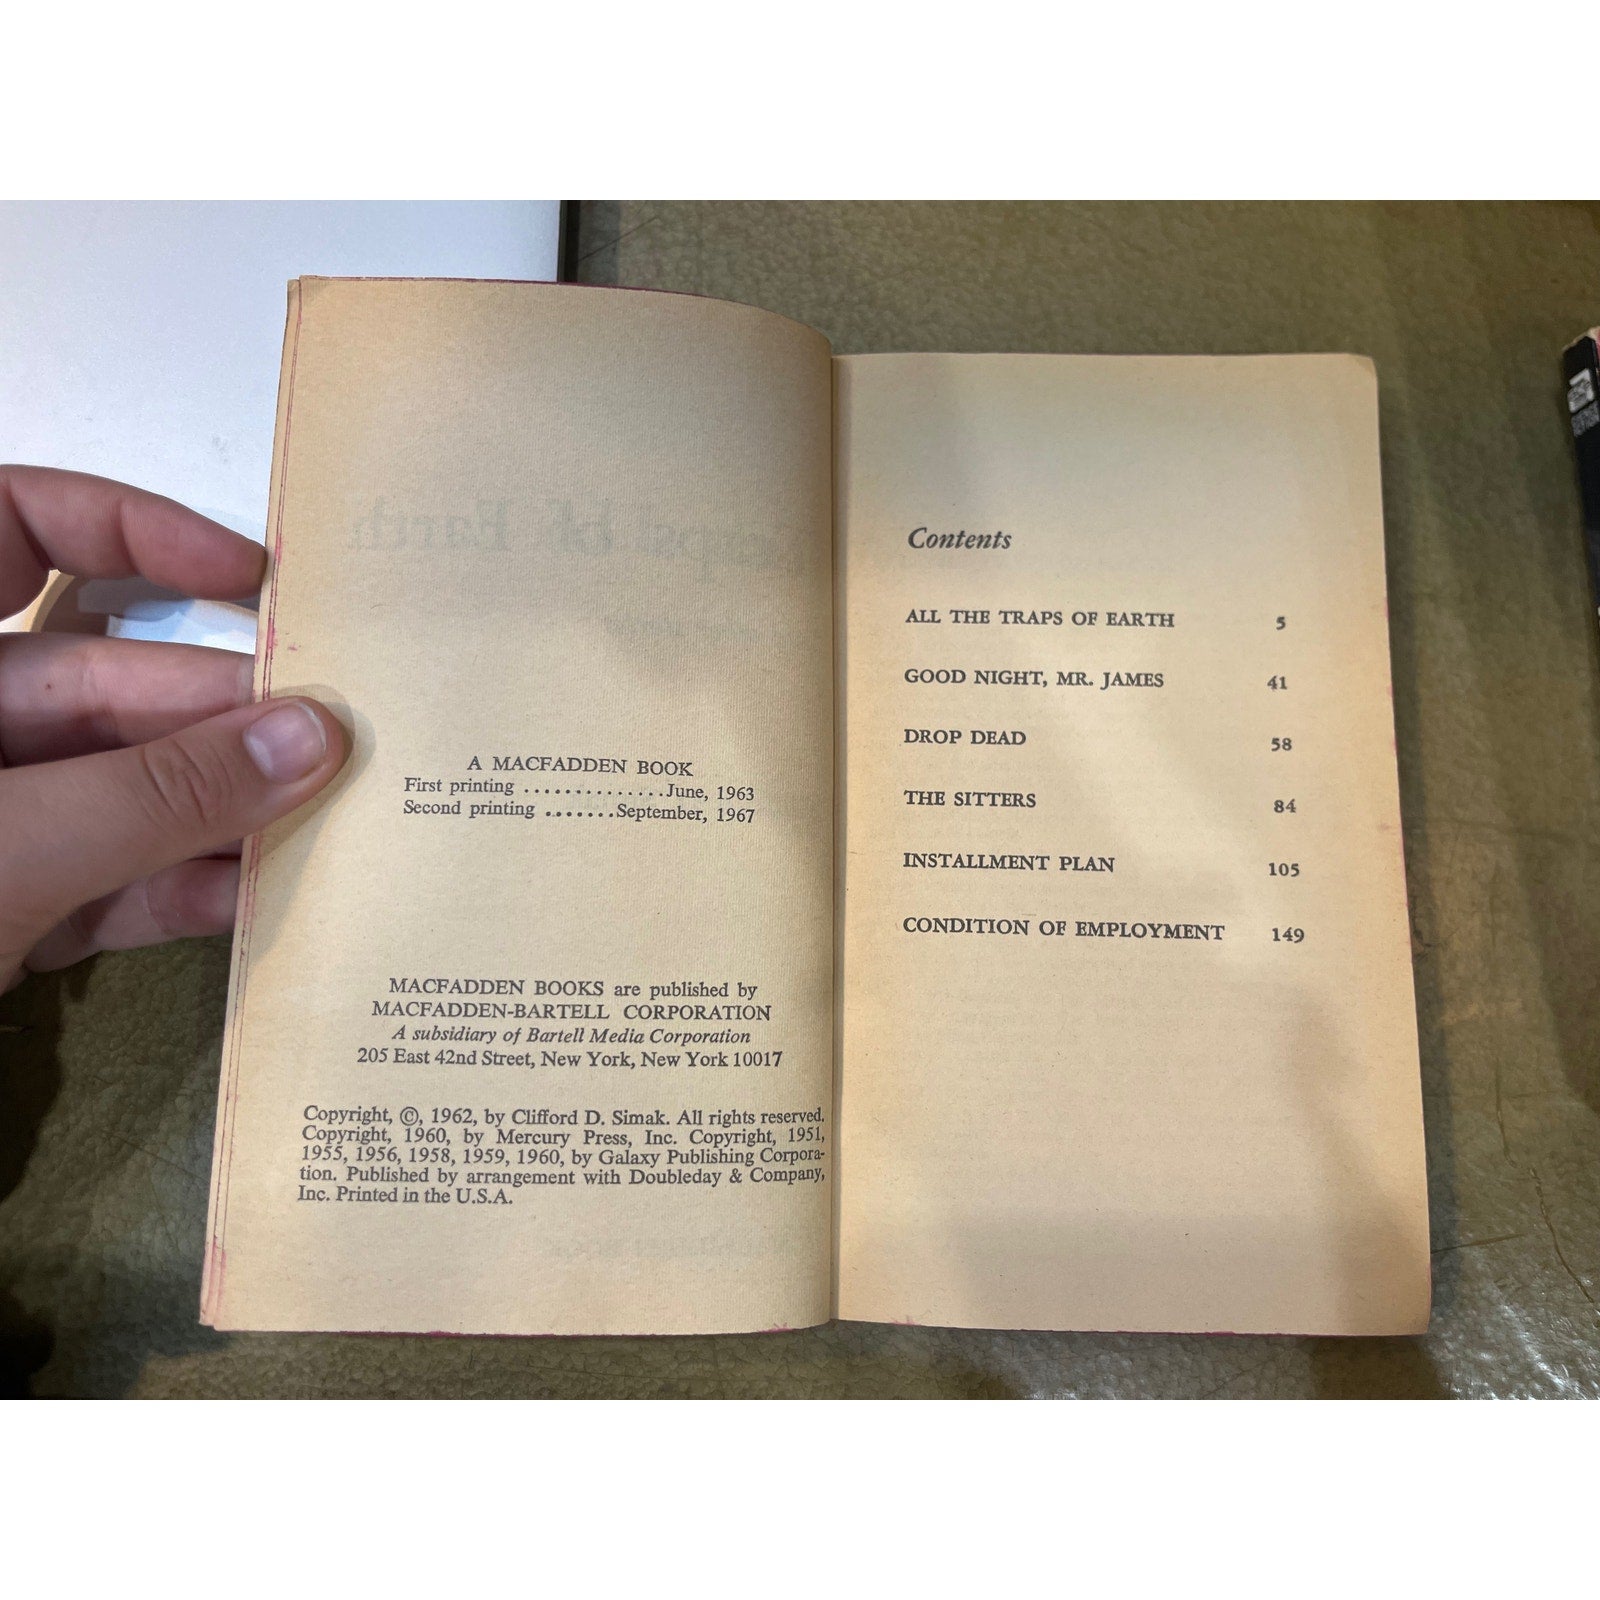 A MACFADDEN BOOK
First printing ..............June, 1963
Second printing .......September, 1967
MACFADDEN BOOKS are published by
MACFADDEN-BARTELL CORPORATION
A subsidiary of Bartell Media Corporation
205 East 42nd Street, New York, New York 10017
Copyright, ©, 1962, by Clifford D. Simak. All rights reserved.
Copyright, 1960, by Mercury Press, Inc. Copyright, 1951,
1955, 1956, 1958, 1959, 1960, by Galaxy Publishing Corpora-
tion. Published by arrangement with Doubleday & Company,
Inc. Printed in the U.S.A.
Contents
ALL THE TRAPS OF EARTH 5
GOOD NIGHT, MR. JAMES 41
DROP DEAD 58
THE SITTERS 84
INSTALLMENT PLAN 105
CONDITION OF EMPLOYMENT 149